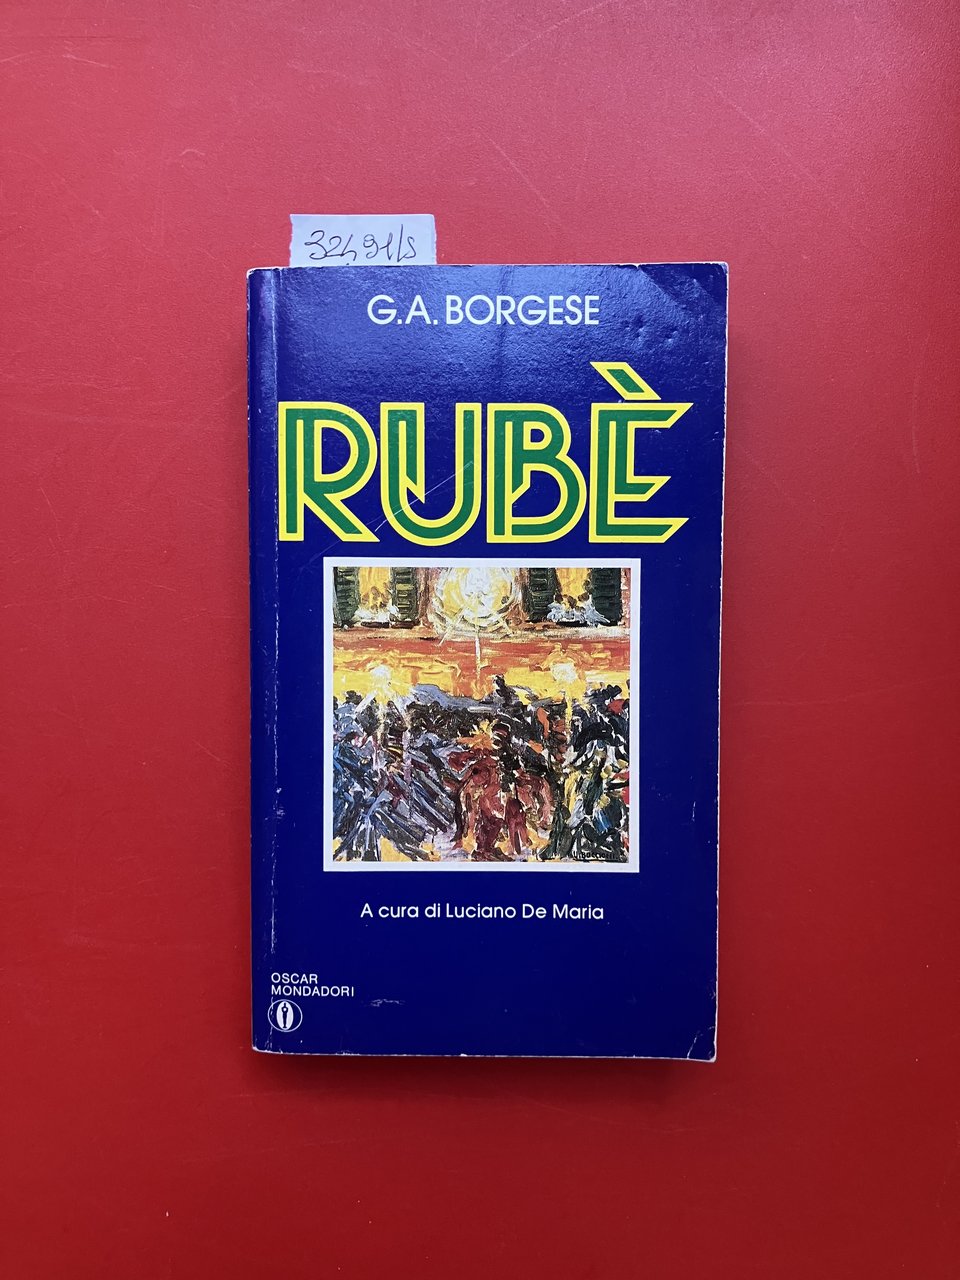 32491/S
G.A. BORGESE
RUBÈ
A cura di Luciano De Maria
OSCAR
MONDADORI